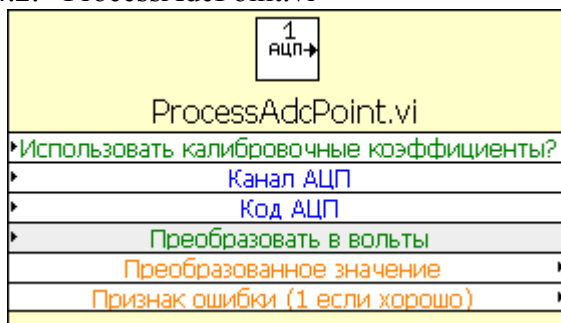 ProcessAdcPoint.vi
1
АЦП
ProcessAdcPoint.vi
Использовать калибровочные коэффициенты?
Канал АЦП
Код АЦП
Преобразовать в вольты
Преобразованное значение
Признак ошибки (1 если хорошо)